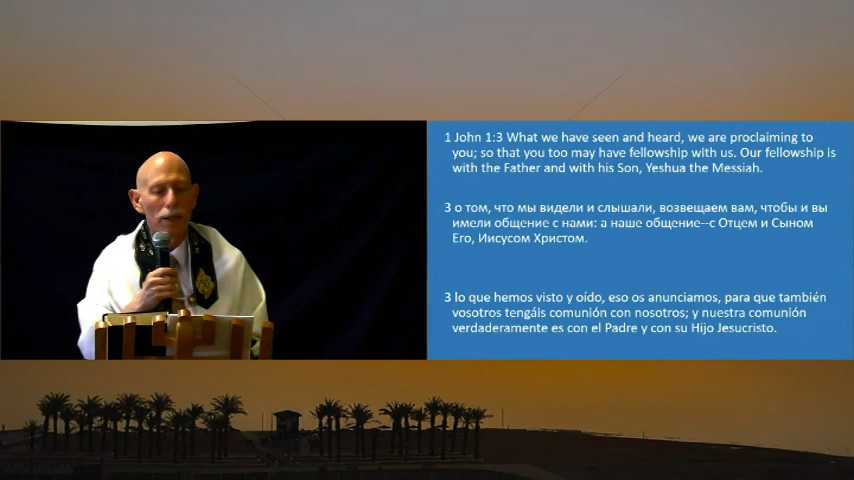 1 John 1:3 What we have seen and heard, we are proclaiming to
you; so that you too may have fellowship with us. Our fellowship is
with the Father and with his Son, Yeshua the Messiah.
3 о том, что мы видели и слышали, возвещаем вам, чтобы и вы
имели общение с нами: а наше общение--с Отцем и Сыном
Его, Иисусом Христом.
3 lo que hemos visto y oído, eso os anunciamos, para que también
vosotros tengáis comunión con nosotros; y nuestra comunión
verdaderamente es con el Padre y con su Hijo Jesucristo.